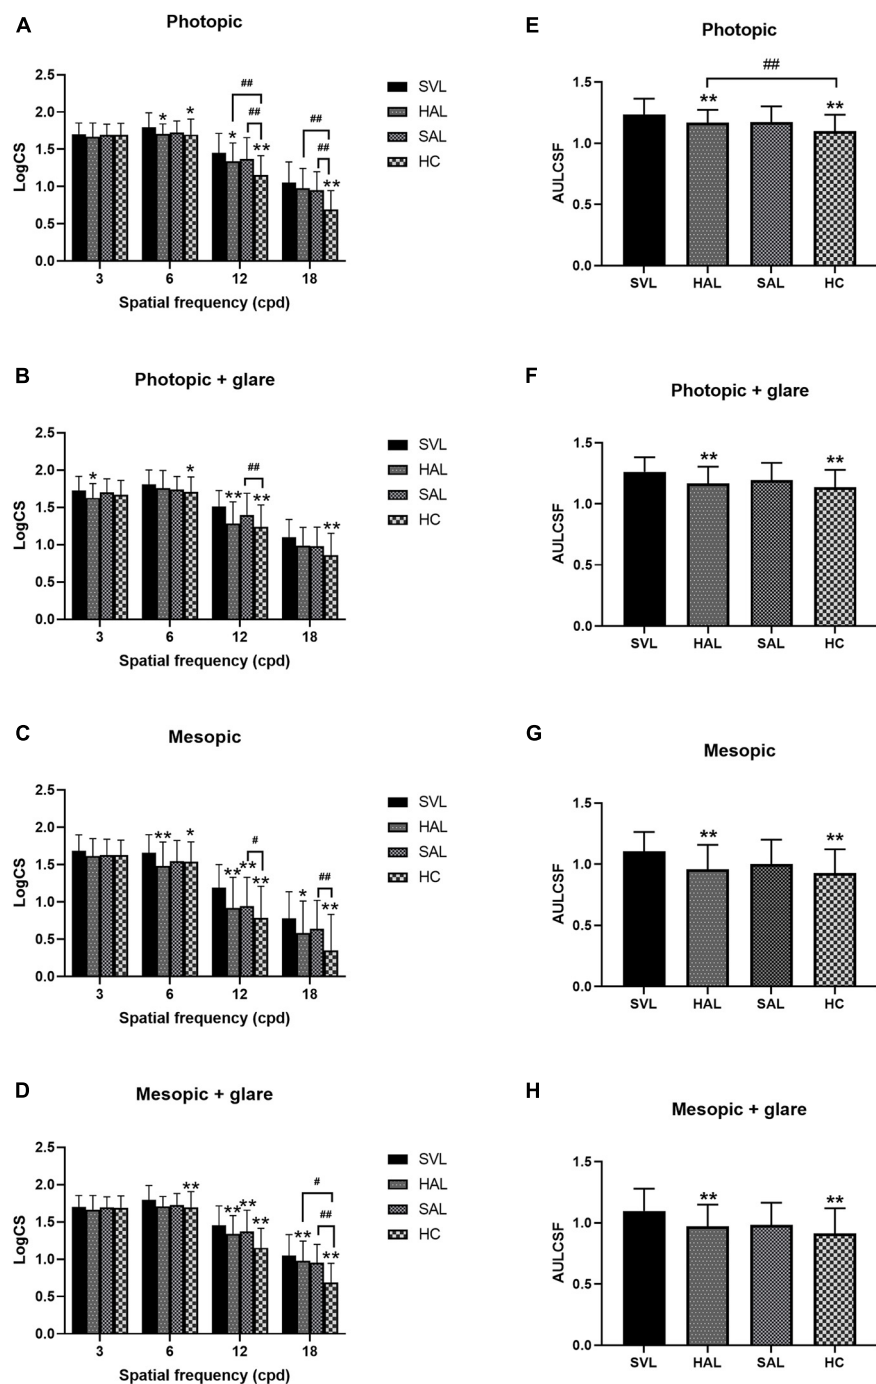 A
Photopic
LogCS
2.5
2.0
1.5
1.0
0.5
0.0
*
*
##
##
*
**
##
##
**
3 6 12 18
Spatial frequency (cpd)
SVL
HAL
SAL
HC
E
Photopic
AULCSF
1.5
1.0
0.5
0.0
##
**
**
SVL HAL SAL HC
B
Photopic + glare
LogCS
2.5
2.0
1.5
1.0
0.5
0.0
*
*
##
**
**
**
3 6 12 18
Spatial frequency (cpd)
SVL
HAL
SAL
HC
F
Photopic + glare
AULCSF
1.5
1.0
0.5
0.0
**
**
SVL HAL SAL HC
C
Mesopic
LogCS
2.5
2.0
1.5
1.0
0.5
0.0
**
*
#
**
**
**
##
*
**
3 6 12 18
Spatial frequency (cpd)
SVL
HAL
SAL
HC
G
Mesopic
AULCSF
1.5
1.0
0.5
0.0
**
**
SVL HAL SAL HC
D
Mesopic + glare
LogCS
2.5
2.0
1.5
1.0
0.5
0.0
**
**
**
**
#
##
**
**
3 6 12 18
Spatial frequency (cpd)
SVL
HAL
SAL
HC
H
Mesopic + glare
AULCSF
1.5
1.0
0.5
0.0
**
**
SVL HAL SAL HC